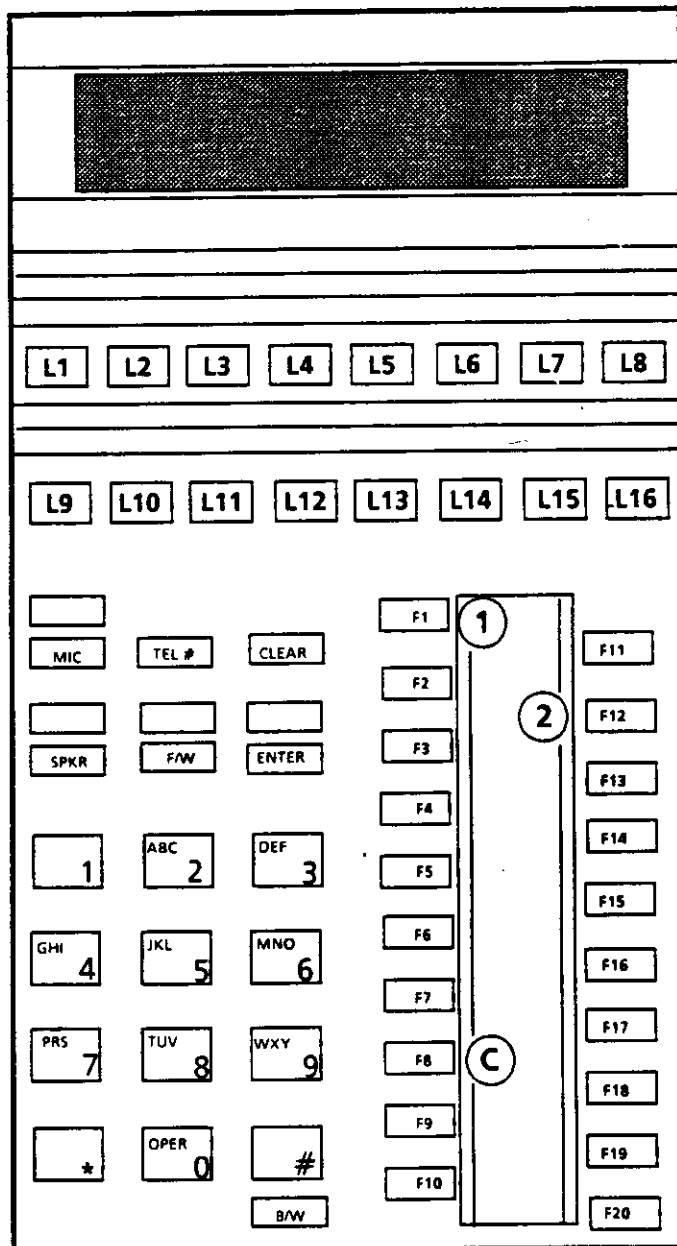 L1 L2 L3 L4 L5 L6 L7 L8
L9 L10 L11 L12 L13 L14 L15 L16
F1 1
MIC TEL # CLEAR F11
F2
2 F12
SPKR F/W ENTER F3
F13
F4
F14
1 ABC 2 DEF 3 F5
F15
GHI 4 JKL 5 MNO 6 F6
F16
F7
F17
PRS 7 TUV 8 WXY 9 F8 C
F18
F9
* OPER 0 # F19
F10
B/W F20